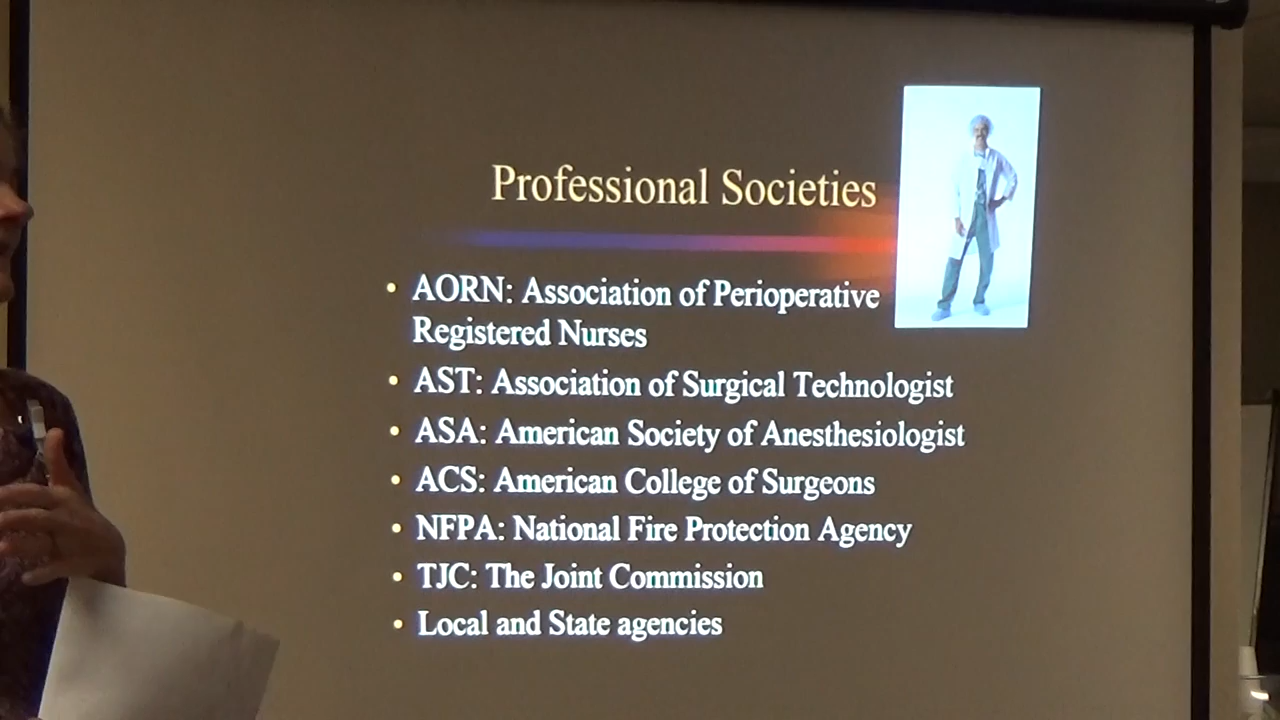 Professional Societies
• AORN: Association of Perioperative
Registered Nurses
• AST: Association of Surgical Technologist
• ASA: American Society of Anesthesiologist
• ACS: American College of Surgeons
• NFPA: National Fire Protection Agency
• TJC: The Joint Commission
• Local and State agencies